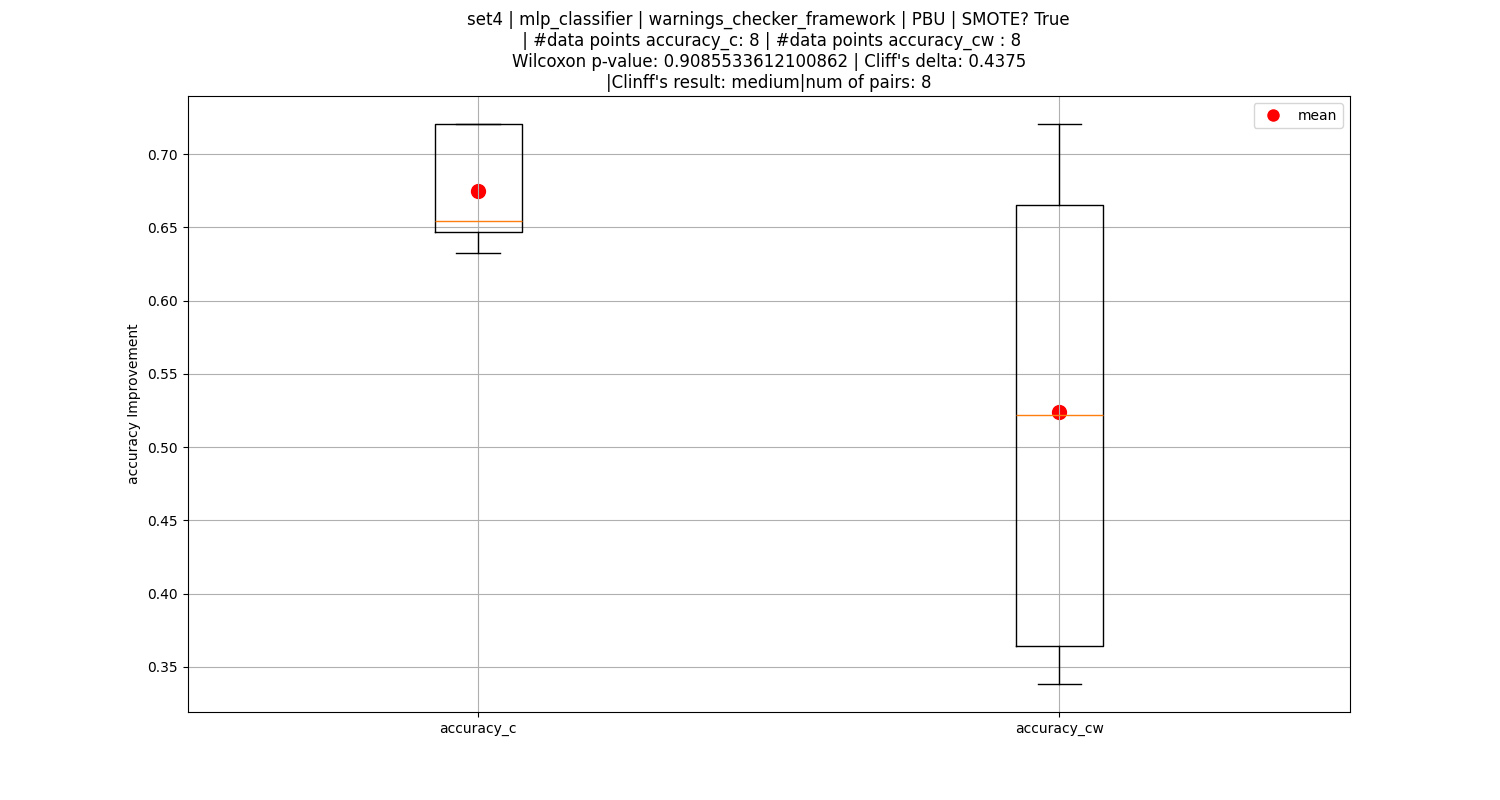 set4 | mlp_classifier | warnings_checker_framework | PBU | SMOTE? True
| #data points accuracy_c: 8 | #data points accuracy_cw : 8
Wilcoxon p-value: 0.9085533612100862 | Cliff's delta: 0.4375
|Clinff's result: medium|num of pairs: 8
mean
0.70
0.65
0.60
0.55
0.50
0.45
0.40
0.35
accuracy Improvement
accuracy_c
accuracy_cw